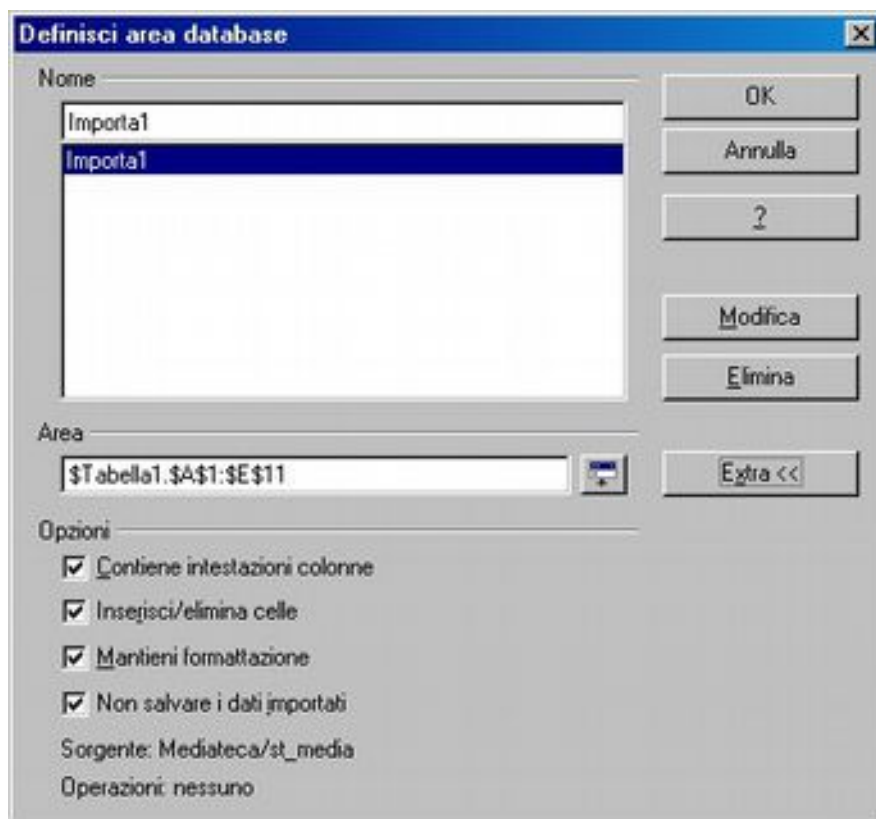 Definisci area database
Nome
OK
Importa1
Annulla
Importa1
?
Modifica
Elimina
Area
$Tabella1.$A$1:$E$11
Extra <<
Opzioni
Contiene intestazioni colonne
Inserisci/elimina celle
Mantieni formattazione
Non salvare i dati importati
Sorgente: Mediateca/st_media
Operazioni: nessuno